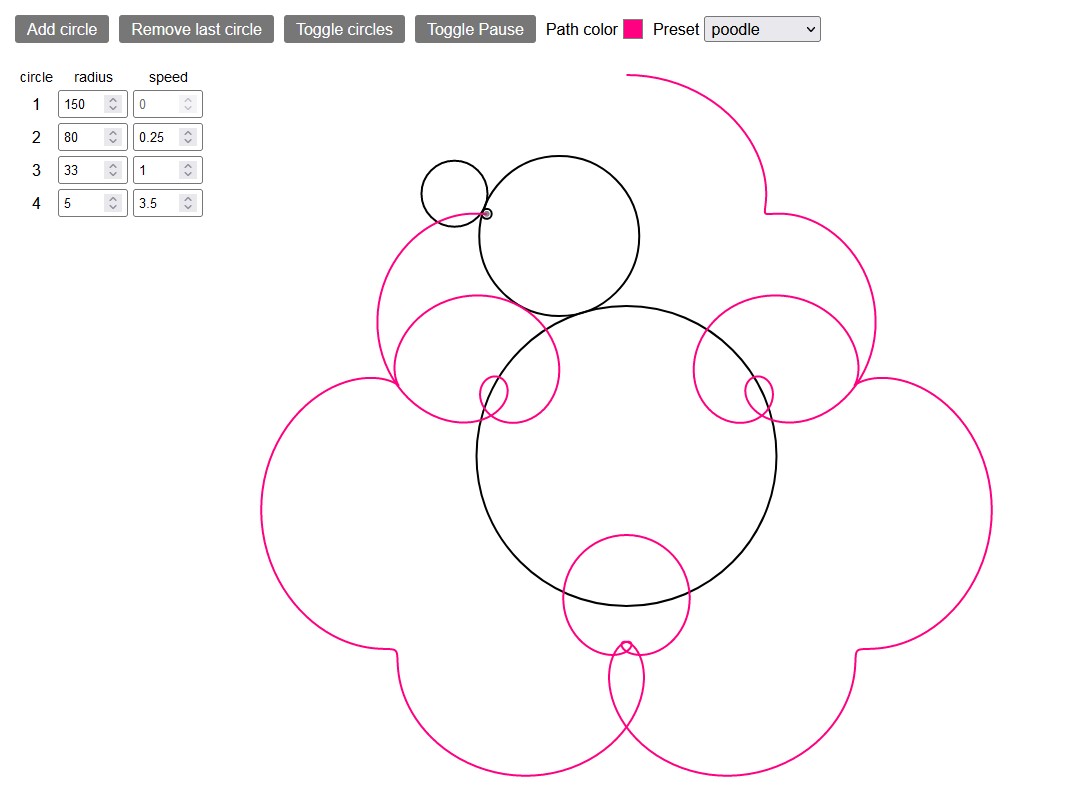 Add circle Remove last circle Toggle circles Toggle Pause Path color Preset poodle
circle radius speed
1 150 0
2 80 0.25
3 33 1
4 5 3.5